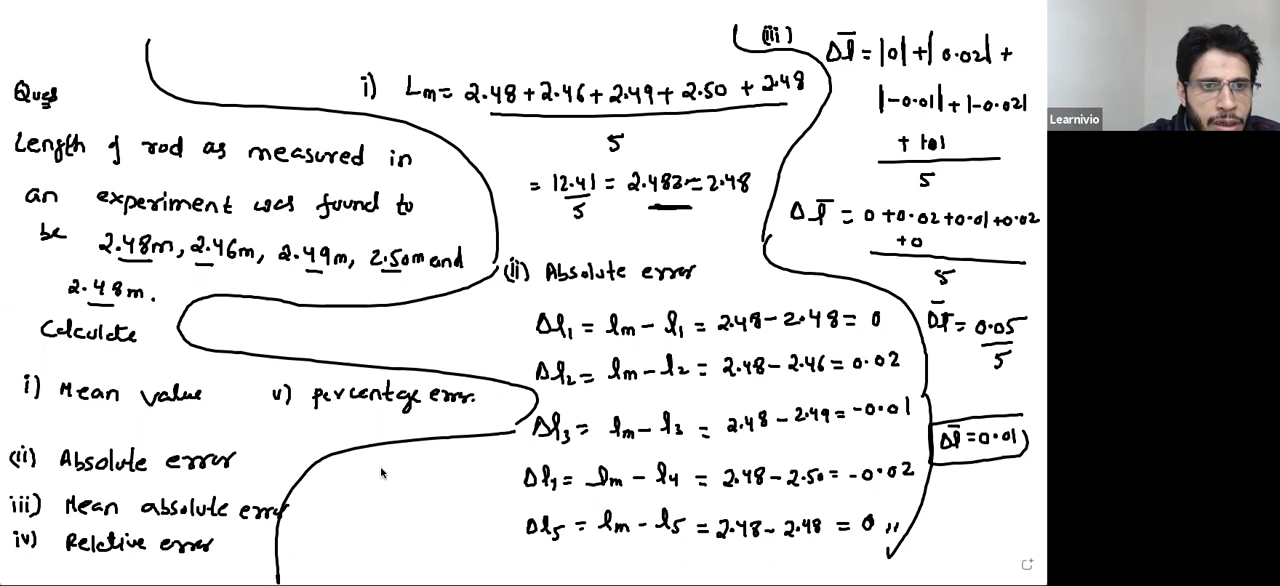 Ques
Length of rod as measured in
an experiment was found to
be 2.48m, 2.46m, 2.49m, 2.50m and
2.48m.
Calculate
i) Mean value v) percentage error.
(ii) Absolute error
iii) Mean absolute error
iv) Relative error
i) Lm = 2.48 + 2.46 + 2.49 + 2.50 + 2.48
5
= 12.41/5 = 2.482 ≈ 2.48
(ii) Absolute error
Δl1 = lm - l1 = 2.48 - 2.48 = 0
Δl2 = lm - l2 = 2.48 - 2.46 = 0.02
Δl3 = lm - l3 = 2.48 - 2.49 = -0.01
Δl4 = lm - l4 = 2.48 - 2.50 = -0.02
Δl5 = lm - l5 = 2.48 - 2.48 = 0 "
(iii)
Δl̄ = |0| + |0.02| +
|-0.01| + |-0.02|
+ |0|
5
Δl̄ = 0 + 0.02 + 0.01 + 0.02
+0
5
Δl̄ = 0.05
5
Δl̄ = 0.01
Learnivio